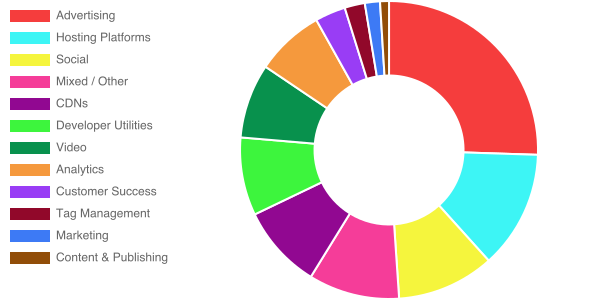 Advertising
Hosting Platforms
Social
Mixed / Other
CDNs
Developer Utilities
Video
Analytics
Customer Success
Tag Management
Marketing
Content & Publishing